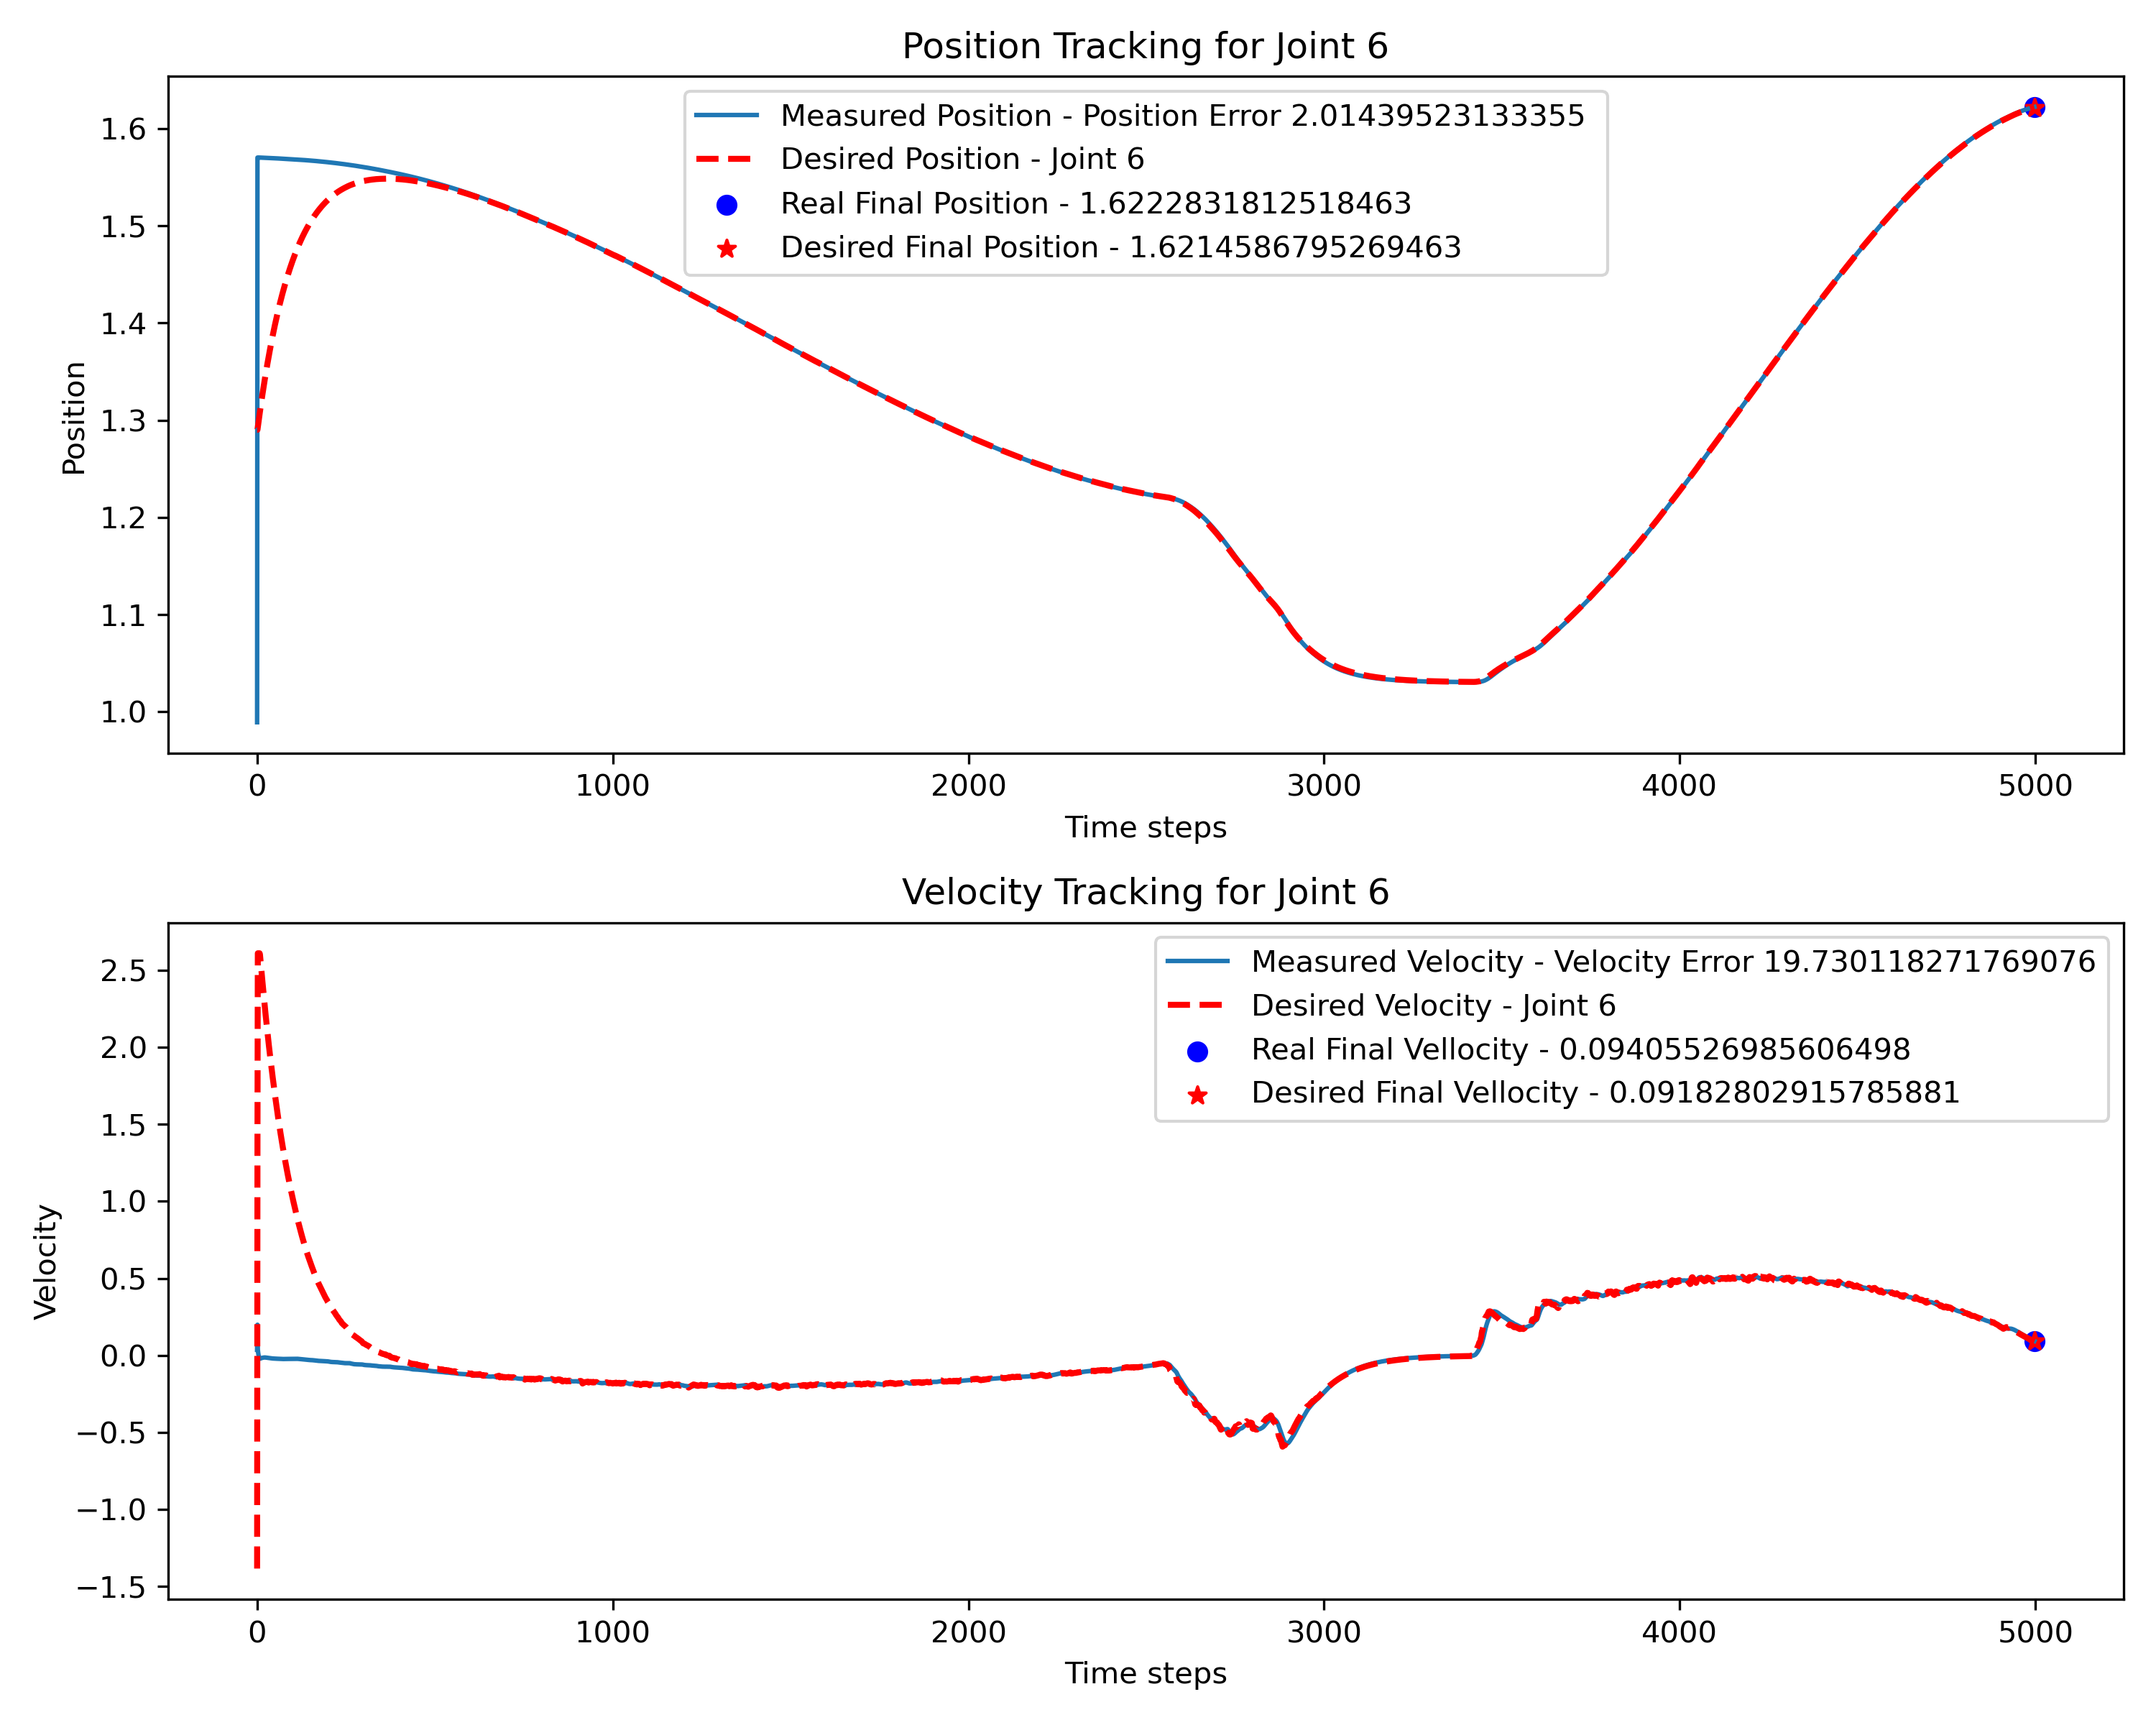 Position Tracking for Joint 6
Measured Position - Position Error 2.01439523133355
Desired Position - Joint 6
Real Final Position - 1.6222831812518463
Desired Final Position - 1.6214586795269463
Position
1.6
1.5
1.4
1.3
1.2
1.1
1.0
0 1000 2000 3000 4000 5000
Time steps
Velocity Tracking for Joint 6
Measured Velocity - Velocity Error 19.730118271769076
Desired Velocity - Joint 6
Real Final Vellocity - 0.09405526985606498
Desired Final Vellocity - 0.09182802915785881
Velocity
2.5
2.0
1.5
1.0
0.5
0.0
−0.5
−1.0
−1.5
0 1000 2000 3000 4000 5000
Time steps